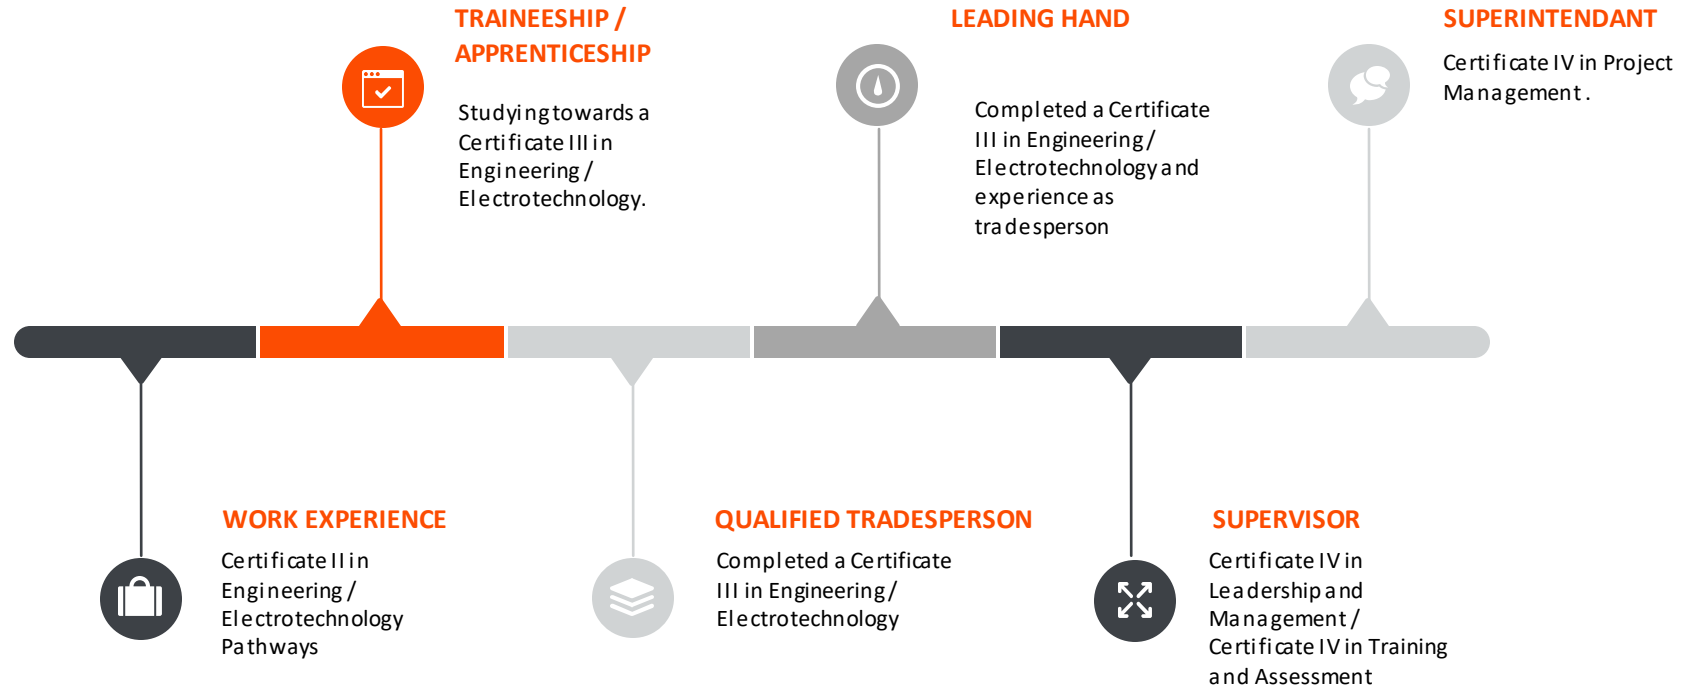 TRAINEESHIP /
APPRENTICESHIP
Studying towards a
Certificate III in
Engineering /
Electrotechnology.
LEADING HAND
Completed a Certificate
III in Engineering /
Electrotechnology and
experience as
tradesperson
SUPERINTENDANT
Certificate IV in Project
Management .
WORK EXPERIENCE
Certificate II in
Engineering /
Electrotechnology
Pathways
QUALIFIED TRADESPERSON
Completed a Certificate
III in Engineering /
Electrotechnology
SUPERVISOR
Certificate IV in
Leadership and
Management /
Certificate IV in Training
and Assessment